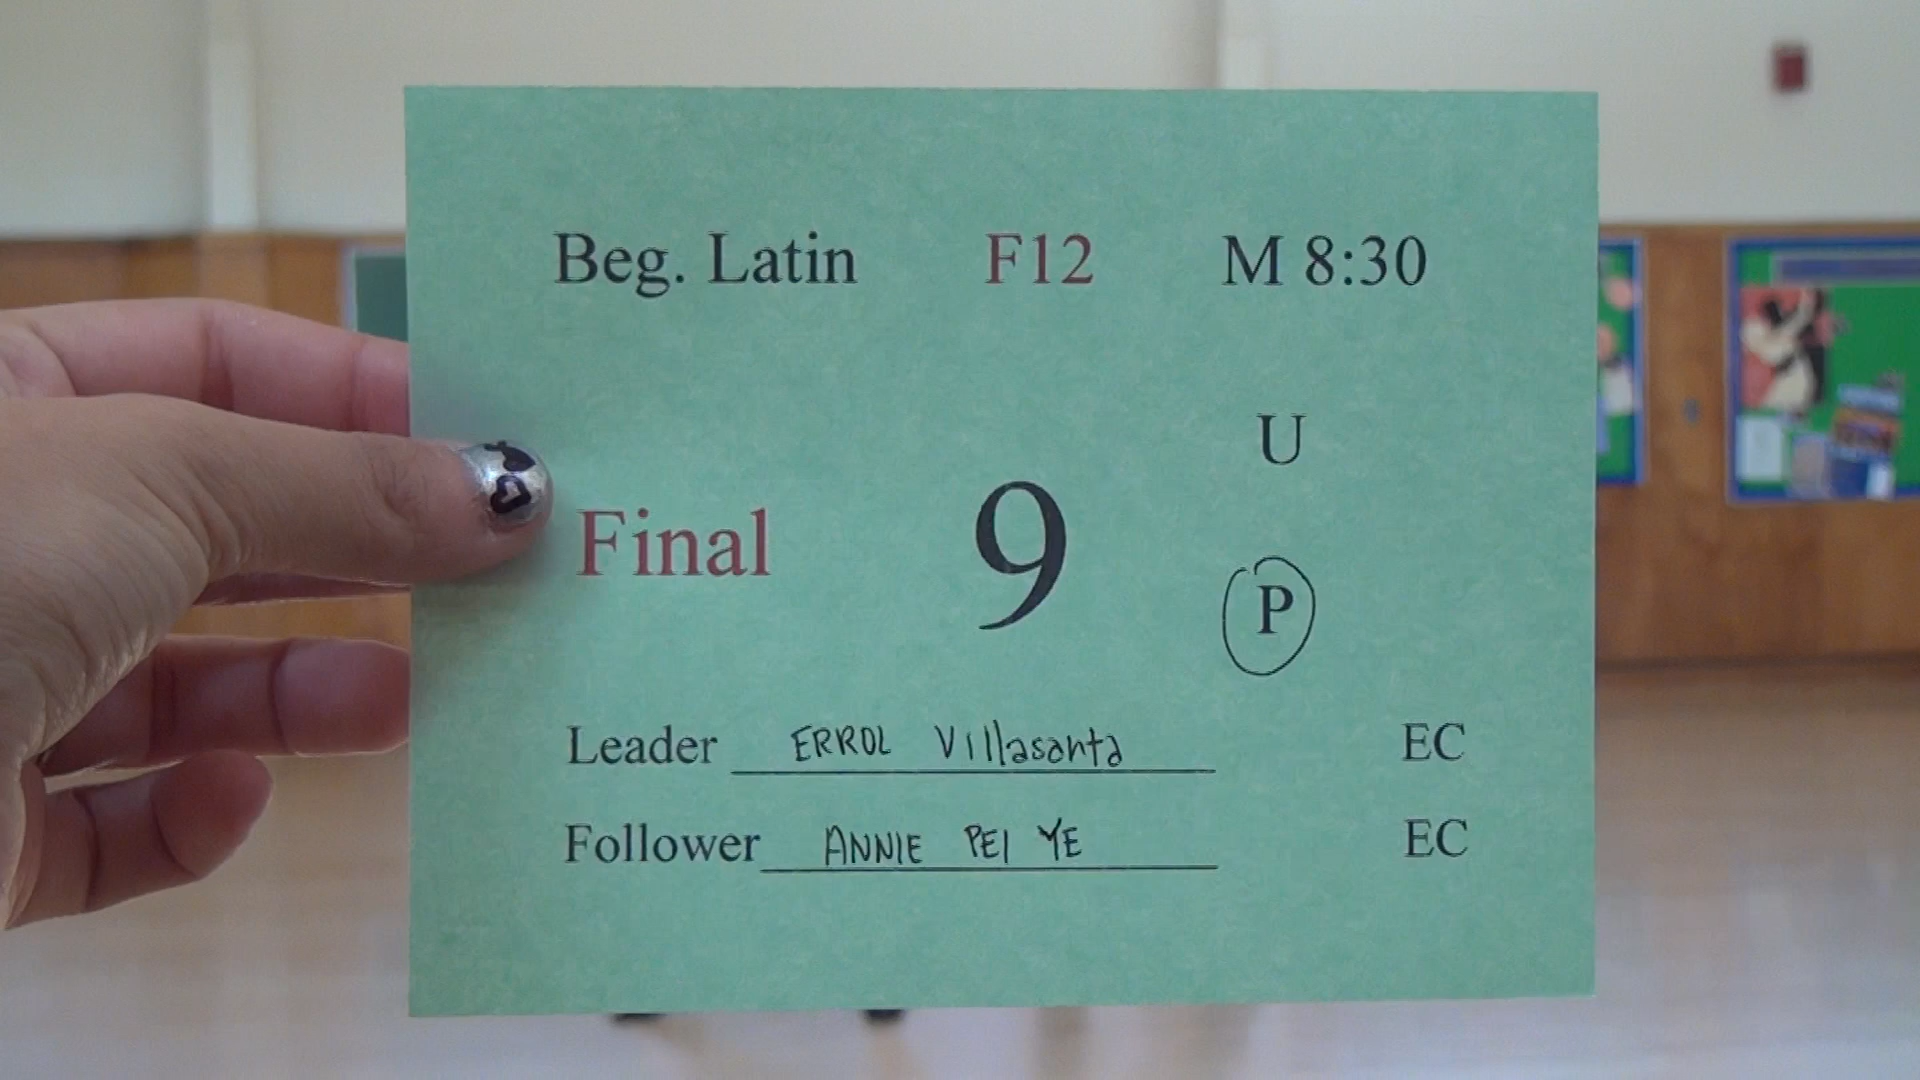 Beg. Latin F12 M 8:30
U
Final 9
P
Leader ERROL Villasanta EC
Follower ANNIE PEI YE EC